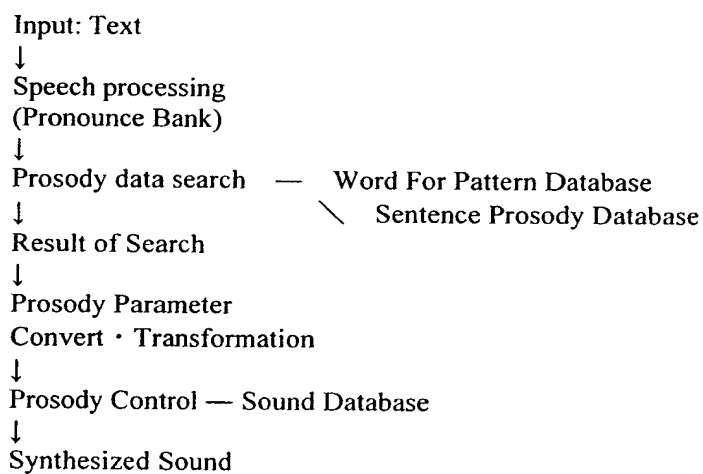 Input: Text
↓
Speech processing
(Pronounce Bank)
↓
Prosody data search — Word For Pattern Database
↓ \ Sentence Prosody Database
Result of Search
↓
Prosody Parameter
Convert · Transformation
↓
Prosody Control — Sound Database
↓
Synthesized Sound